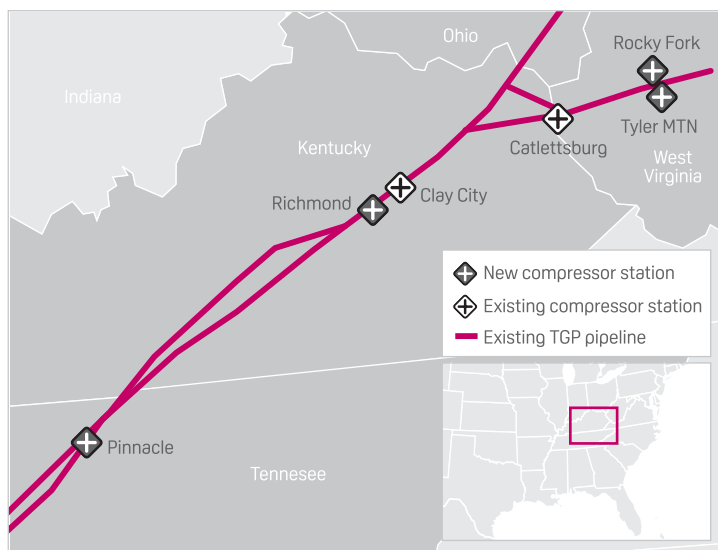 Ohio
Rocky Fork
Indiana
Tyler MTN
Kentucky
Catlettsburg
West
Virginia
Richmond
Clay City
New compressor station
Existing compressor station
Existing TGP pipeline
Pinnacle
Tennesee